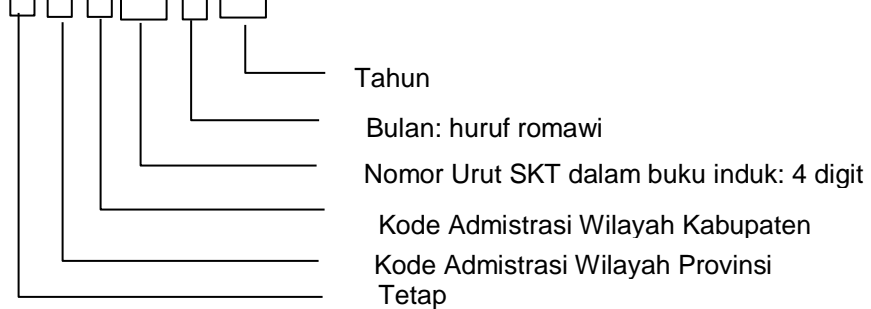 Tahun
Bulan: huruf romawi
Nomor Urut SKT dalam buku induk: 4 digit
Kode Admistrasi Wilayah Kabupaten
Kode Admistrasi Wilayah Provinsi
Tetap